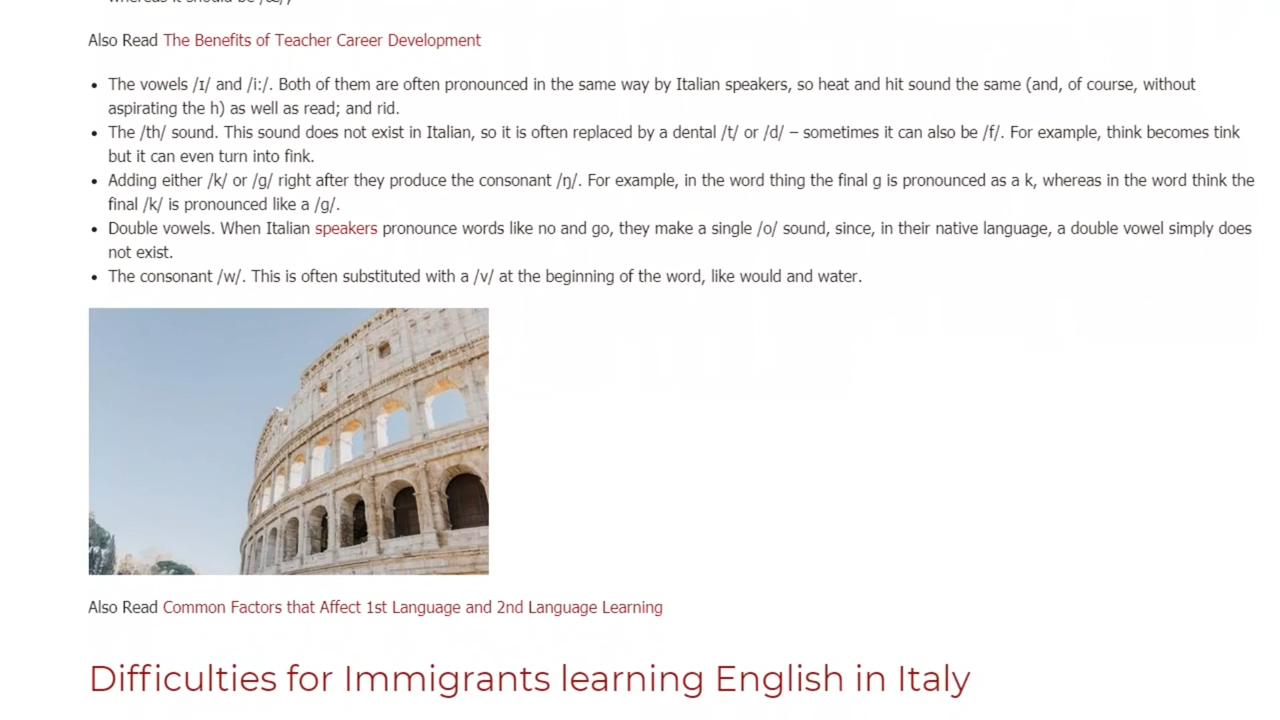 Also Read The Benefits of Teacher Career Development
The vowels /ɪ/ and /i:/. Both of them are often pronounced in the same way by Italian speakers, so heat and hit sound the same (and, of course, without
aspirating the h) as well as read; and rid.
The /th/ sound. This sound does not exist in Italian, so it is often replaced by a dental /t/ or /d/ – sometimes it can also be /f/. For example, think becomes tink
but it can even turn into fink.
Adding either /k/ or /g/ right after they produce the consonant /ŋ/. For example, in the word thing the final g is pronounced as a k, whereas in the word think the
final /k/ is pronounced like a /g/.
Double vowels. When Italian speakers pronounce words like no and go, they make a single /o/ sound, since, in their native language, a double vowel simply does
not exist.
The consonant /w/. This is often substituted with a /v/ at the beginning of the word, like would and water.
Also Read Common Factors that Affect 1st Language and 2nd Language Learning
Difficulties for Immigrants learning English in Italy